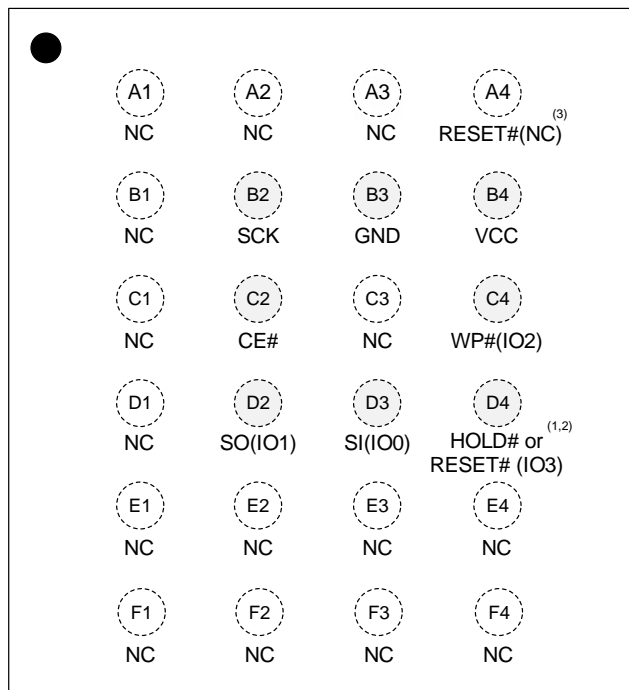 A1 A2 A3 A4
NC NC NC RESET#(NC) (3)
B1 B2 B3 B4
NC SCK GND VCC
C1 C2 C3 C4
NC CE# NC WP#(IO2)
D1 D2 D3 D4
NC SO(IO1) SI(IO0) HOLD# or (1,2)
RESET# (IO3)
E1 E2 E3 E4
NC NC NC NC
F1 F2 F3 F4
NC NC NC NC